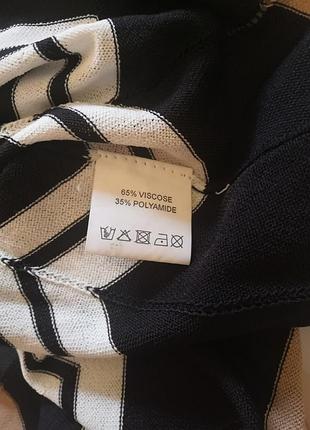 65% VISCOSE
35% POLYAMIDE